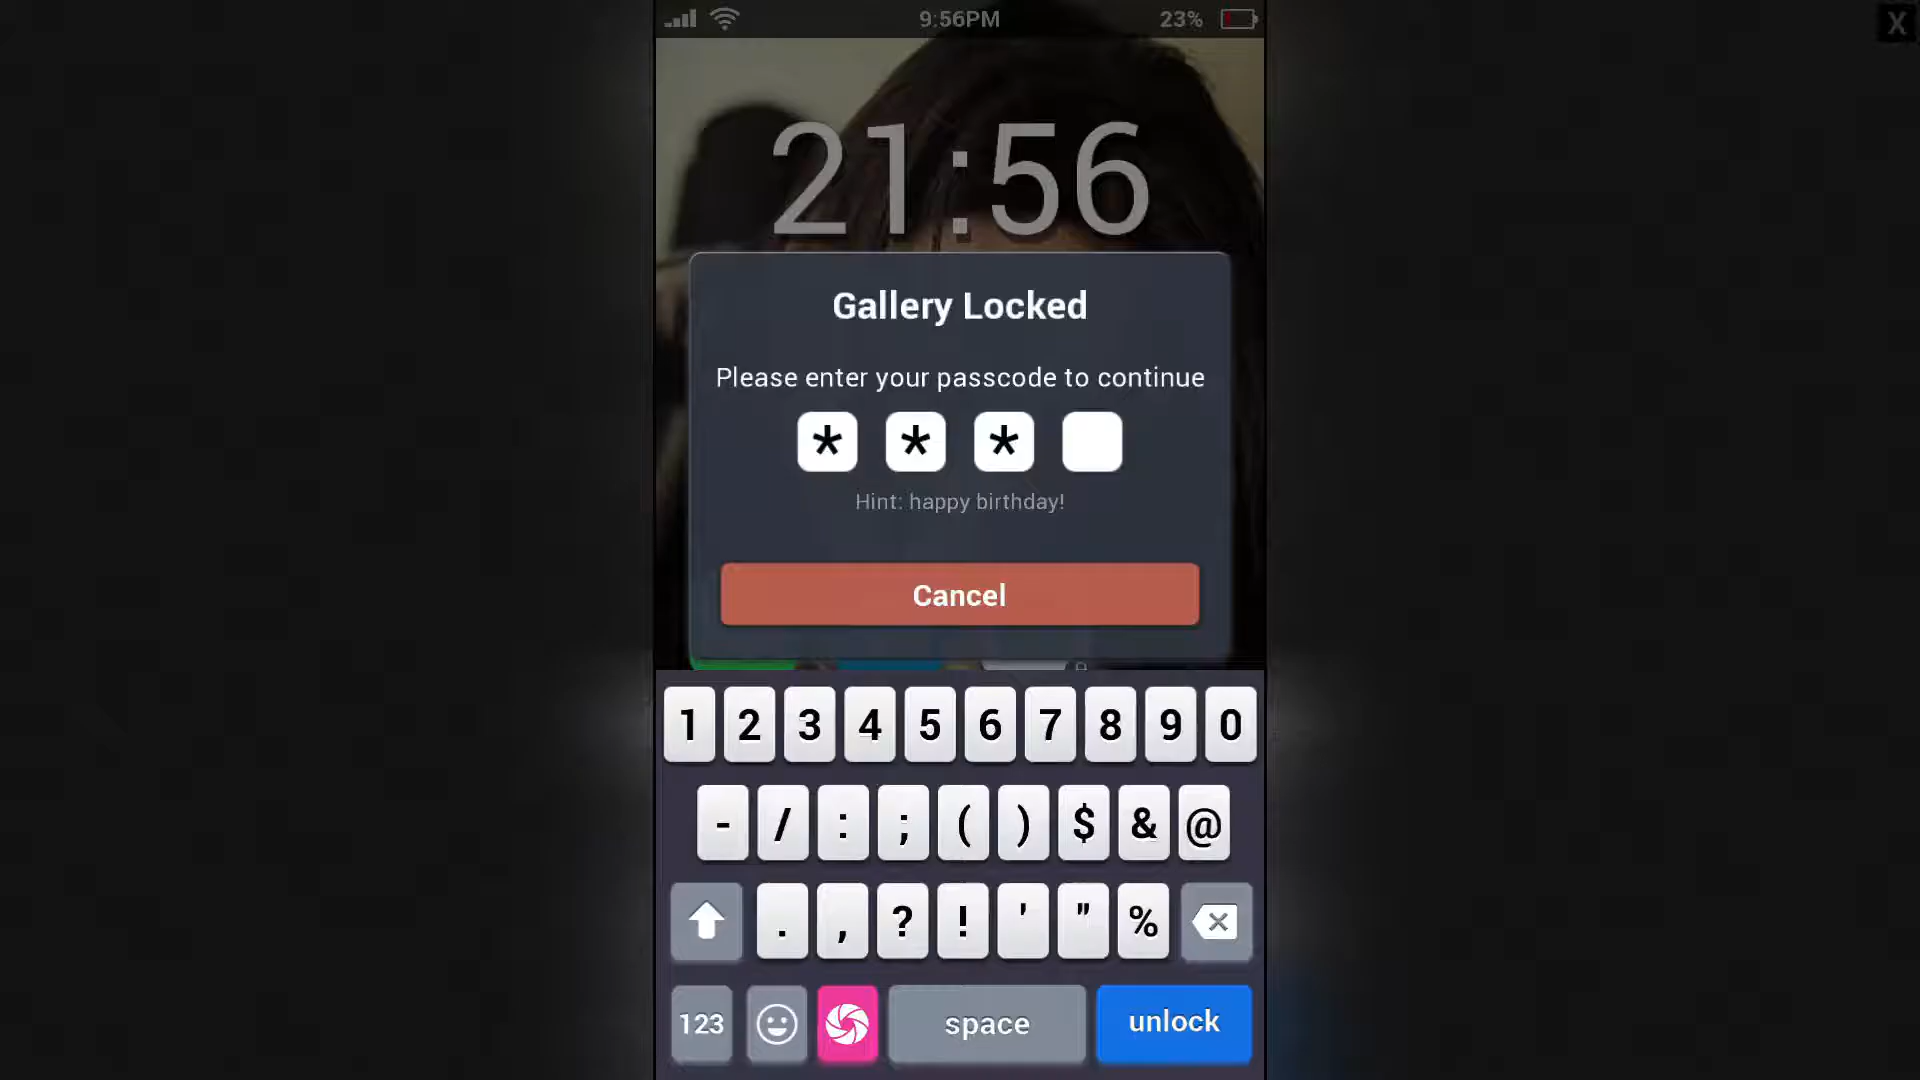 9:56PM 23% X
21:56
Gallery Locked
Please enter your passcode to continue
* * *
Hint: happy birthday!
Cancel
1 2 3 4 5 6 7 8 9 0
- / : ; ( ) $ & @
. , ? ! ' " %
123 space unlock